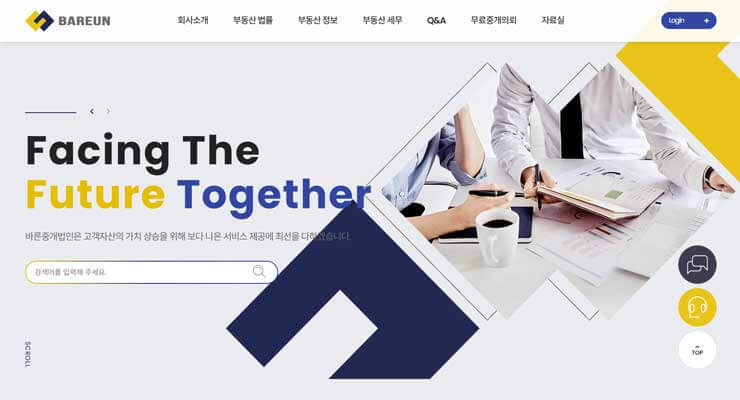 BAREUN
회사소개
부동산 법률
부동산 정보
부동산 세무
Q&A
무료중개의뢰
자료실
Login +
Facing The
Future Together
바른중개법인은 고객자산의 가치 상승을 위해 보다 나은 서비스 제공에 최선을 다하겠습니다.
검색어를 입력해 주세요.
SCROLL
TOP